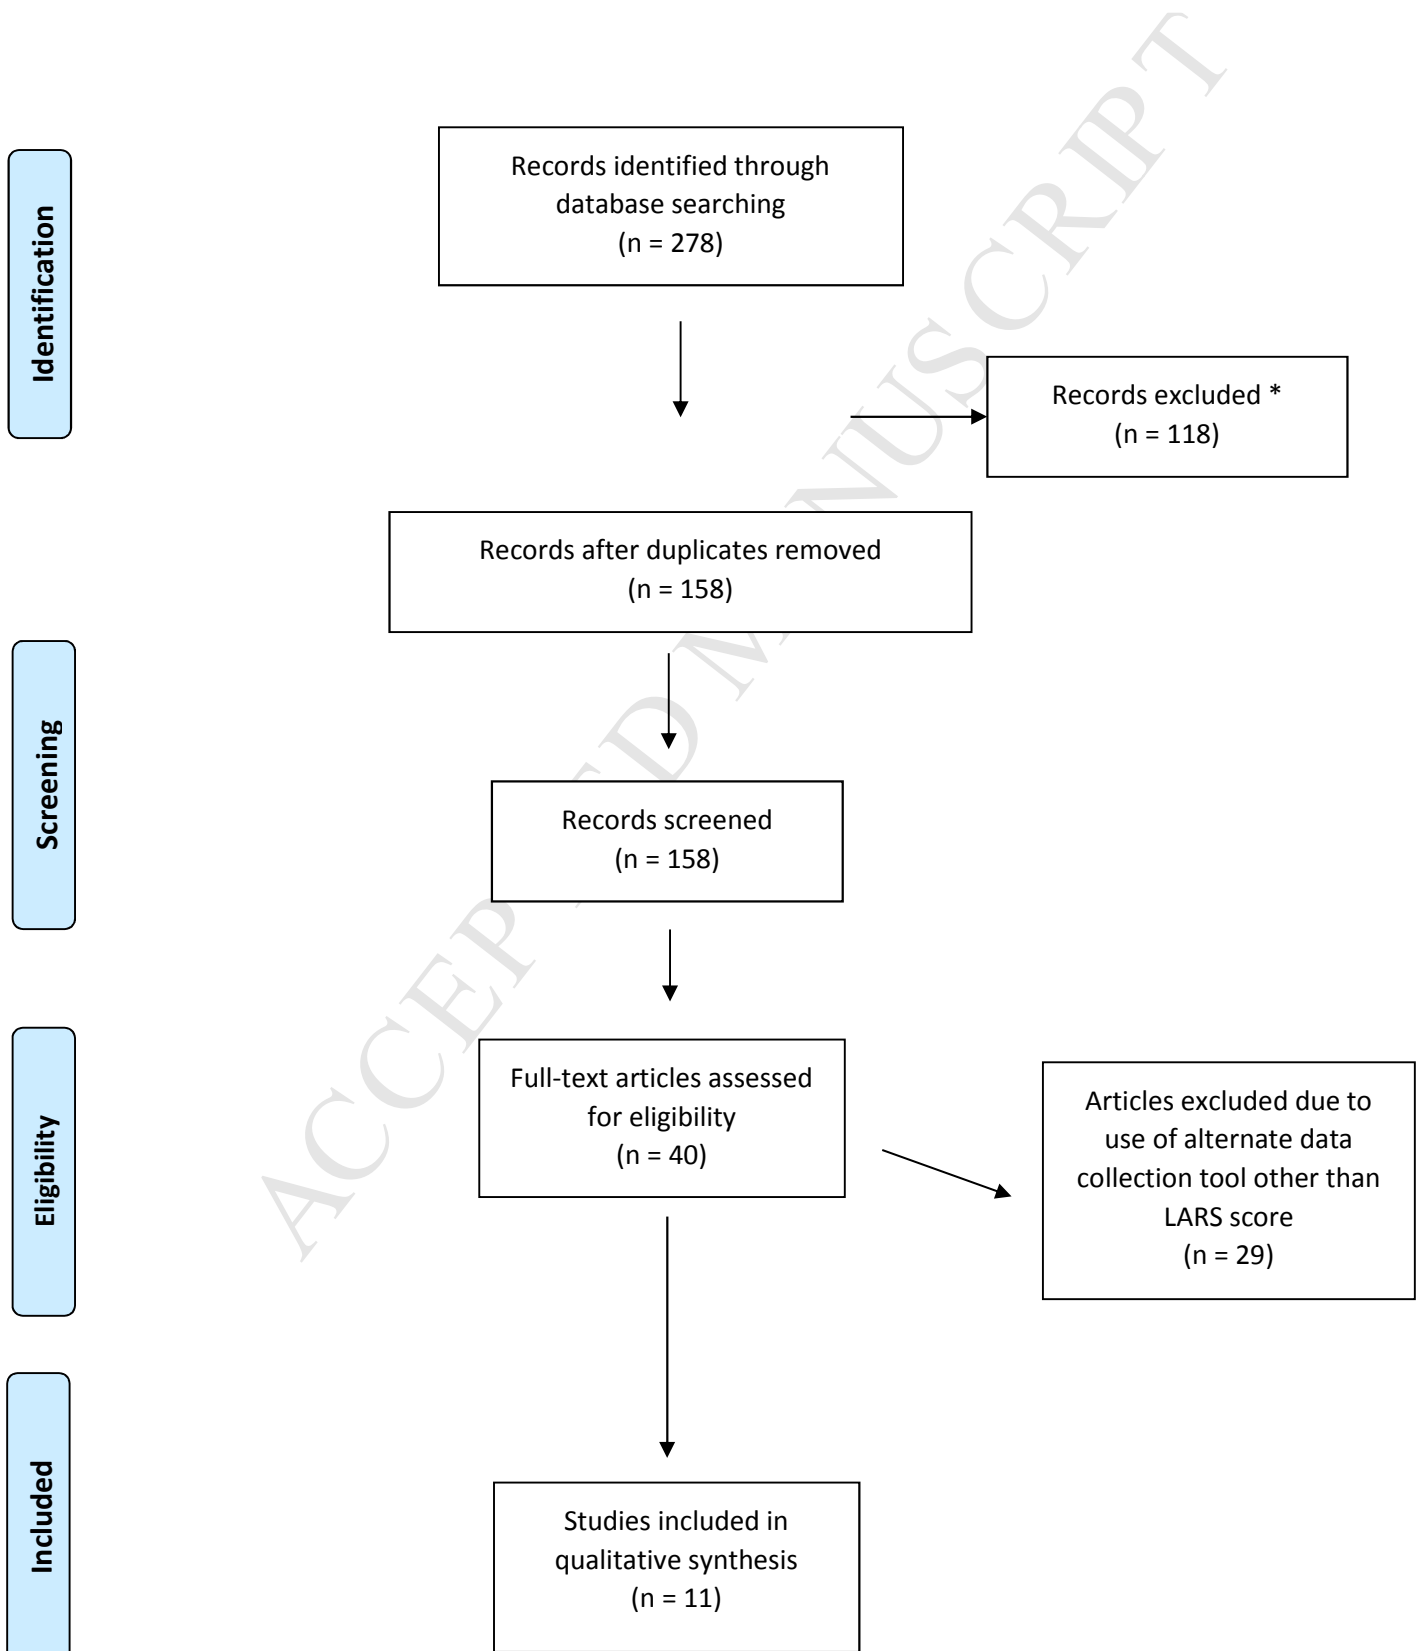 Identification
Records identified through
database searching
(n = 278)
Records excluded *
(n = 118)
Records after duplicates removed
(n = 158)
Screening
Records screened
(n = 158)
Eligibility
Full-text articles assessed
for eligibility
(n = 40)
Articles excluded due to
use of alternate data
collection tool other than
LARS score
(n = 29)
Included
Studies included in
qualitative synthesis
(n = 11)
ACCEPTED MANUSCRIPT